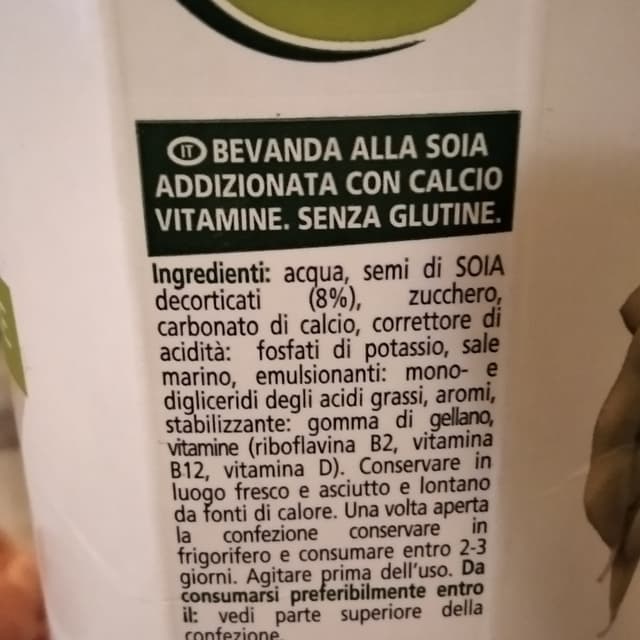 IT BEVANDA ALLA SOIA
ADDIZIONATA CON CALCIO
VITAMINE. SENZA GLUTINE.
Ingredienti: acqua, semi di SOIA
decorticati (8%), zucchero,
carbonato di calcio, correttore di
acidità: fosfati di potassio, sale
marino, emulsionanti: mono- e
digliceridi degli acidi grassi, aromi,
stabilizzante: gomma di gellano,
vitamine (riboflavina B2, vitamina
B12, vitamina D). Conservare in
luogo fresco e asciutto e lontano
da fonti di calore. Una volta aperta
la confezione conservare in
frigorifero e consumare entro 2-3
giorni. Agitare prima dell'uso. Da
consumarsi preferibilmente entro
il: vedi parte superiore della
confezione.